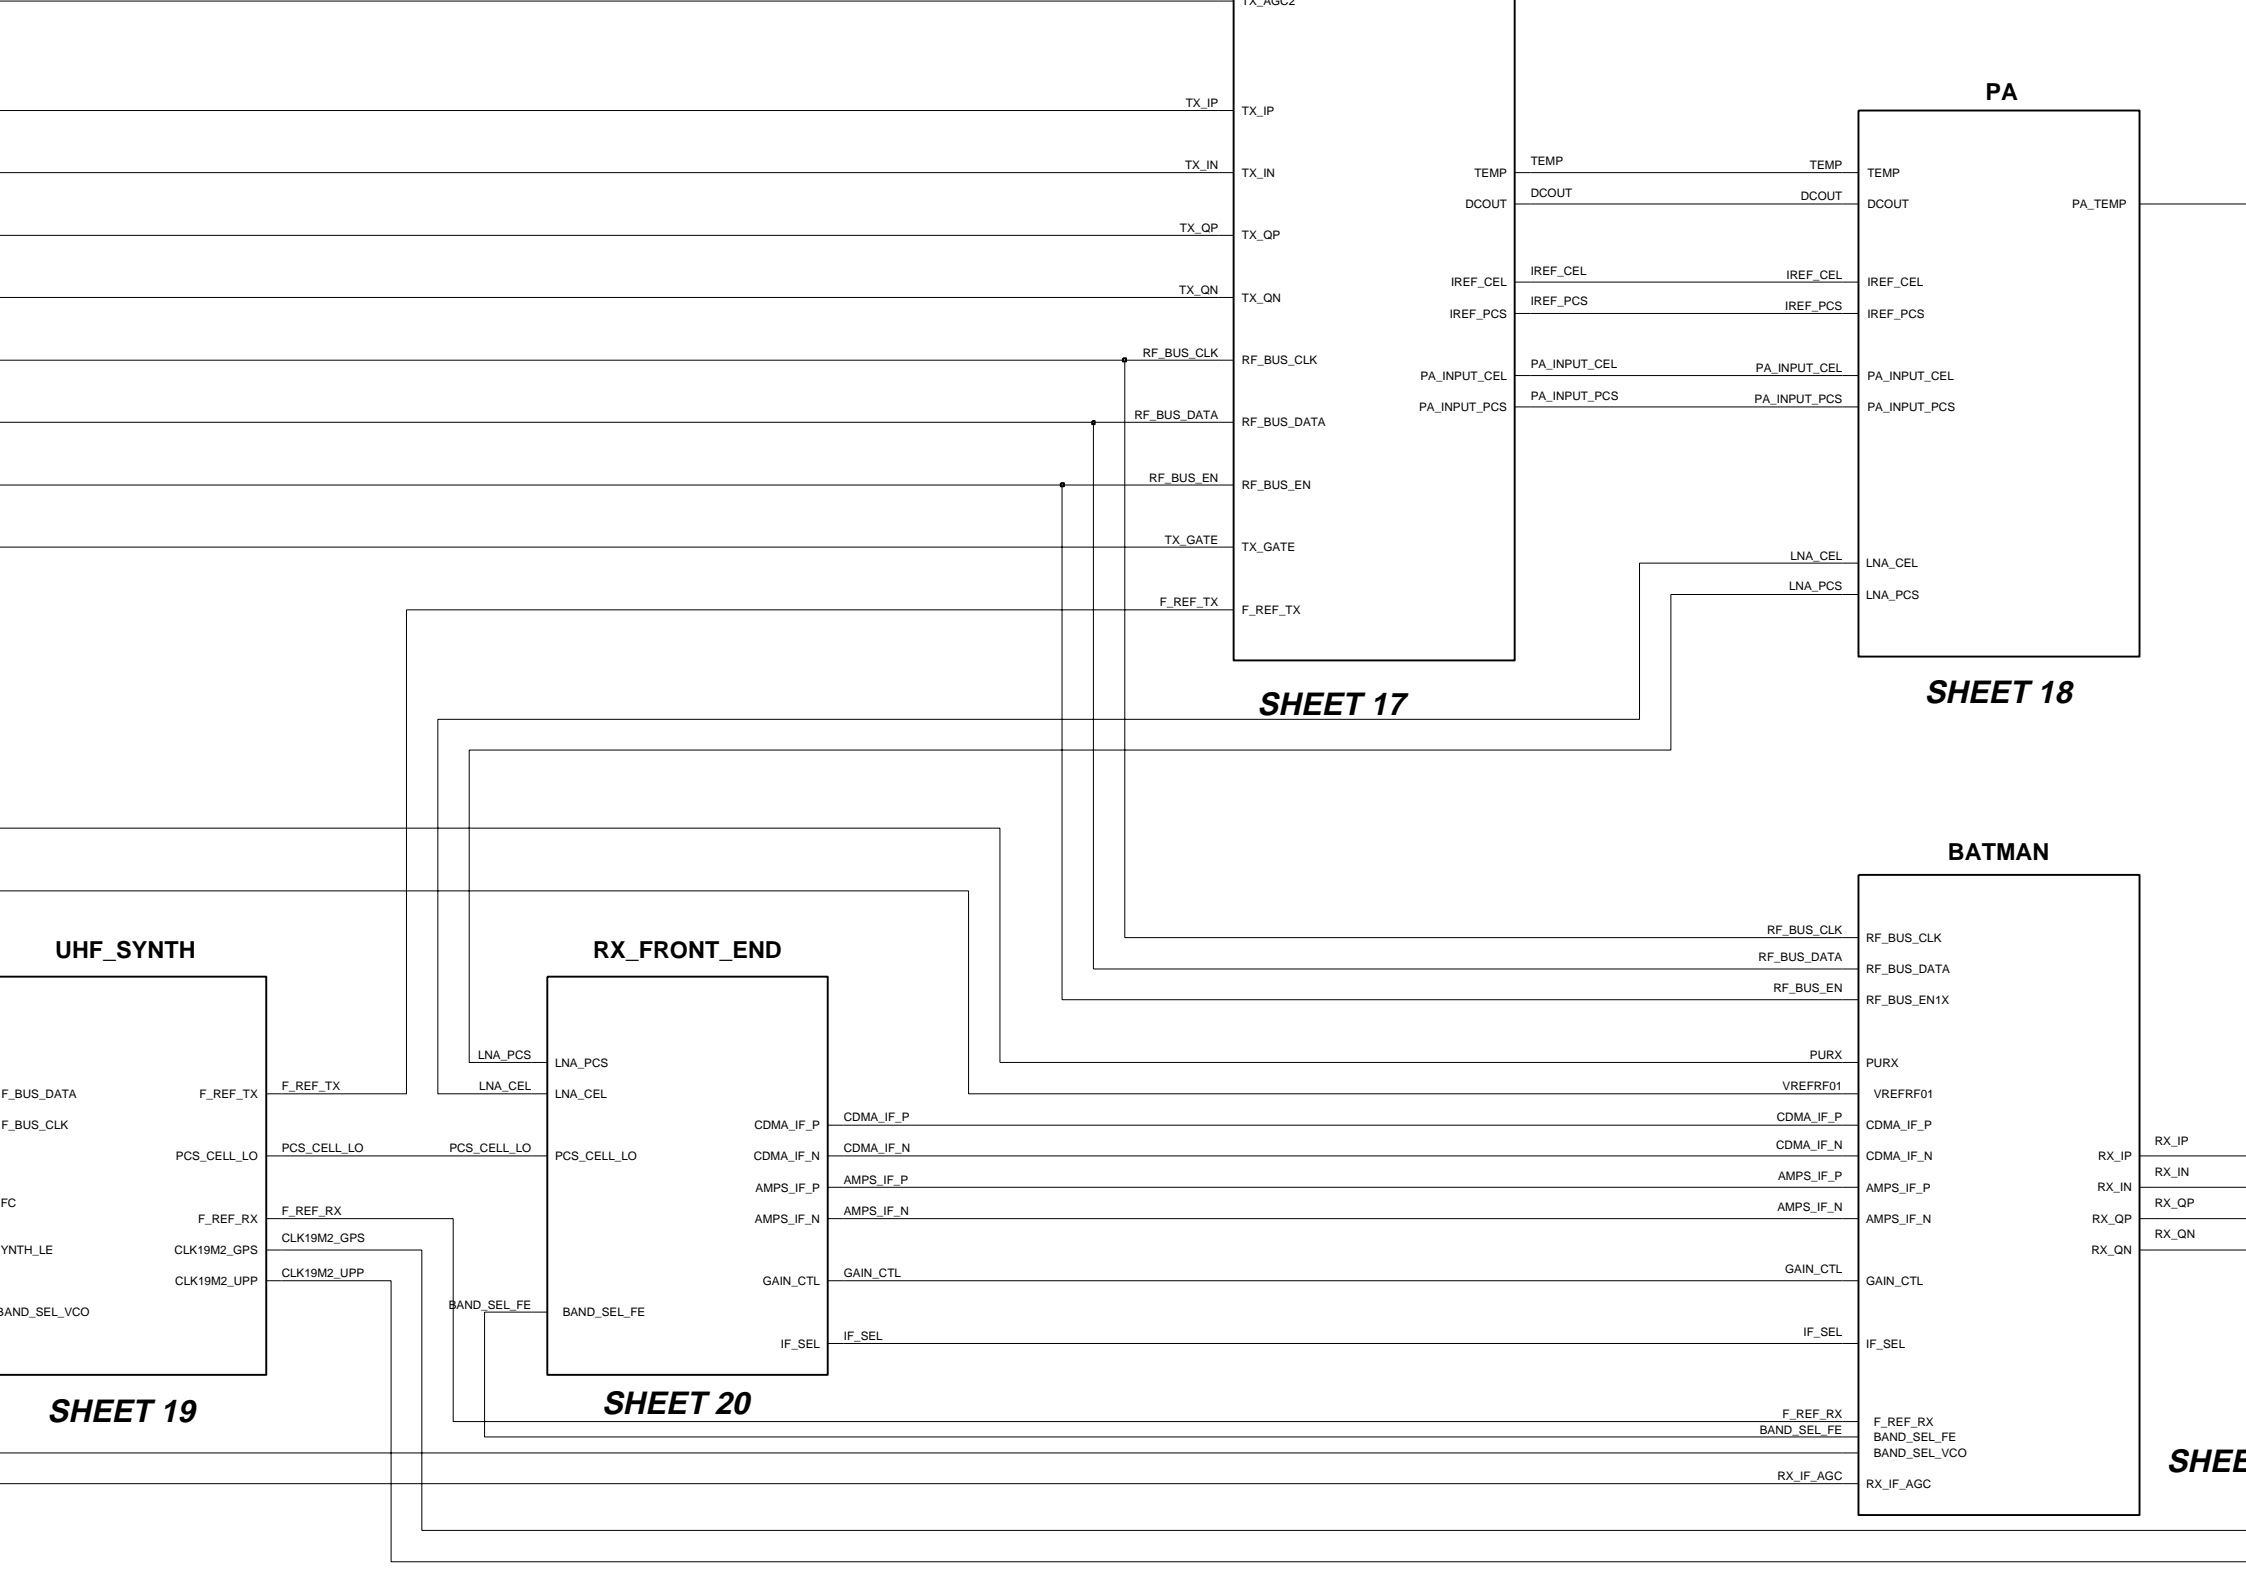 TX_AGC2
PA
TX_IP
TX_IP
TX_IN
TX_IN
TEMP
TEMP
TEMP
TEMP
DCOUT
DCOUT
DCOUT
DCOUT
PA_TEMP
TX_QP
TX_QP
TX_QN
TX_QN
IREF_CEL
IREF_CEL
IREF_CEL
IREF_CEL
IREF_PCS
IREF_PCS
IREF_PCS
IREF_PCS
RF_BUS_CLK
RF_BUS_CLK
PA_INPUT_CEL
PA_INPUT_CEL
PA_INPUT_CEL
PA_INPUT_CEL
PA_INPUT_PCS
PA_INPUT_PCS
PA_INPUT_PCS
PA_INPUT_PCS
RF_BUS_DATA
RF_BUS_DATA
RF_BUS_EN
RF_BUS_EN
TX_GATE
TX_GATE
LNA_CEL
LNA_CEL
LNA_PCS
LNA_PCS
F_REF_TX
F_REF_TX
SHEET 17
SHEET 18
BATMAN
RF_BUS_CLK
RF_BUS_CLK
RF_BUS_DATA
RF_BUS_DATA
RF_BUS_EN
RF_BUS_EN1X
UHF_SYNTH
RX_FRONT_END
LNA_PCS
LNA_PCS
PURX
PURX
F_BUS_DATA
F_REF_TX
F_REF_TX
LNA_CEL
LNA_CEL
VREFRF01
VREFRF01
F_BUS_CLK
CDMA_IF_P
CDMA_IF_P
CDMA_IF_P
CDMA_IF_P
PCS_CELL_LO
PCS_CELL_LO
PCS_CELL_LO
PCS_CELL_LO
CDMA_IF_N
CDMA_IF_N
CDMA_IF_N
CDMA_IF_N
RX_IP
RX_IP
AMPS_IF_P
AMPS_IF_P
AMPS_IF_P
AMPS_IF_P
RX_IN
RX_IN
FC
F_REF_RX
F_REF_RX
AMPS_IF_N
AMPS_IF_N
AMPS_IF_N
AMPS_IF_N
RX_QP
RX_QP
YNTH_LE
CLK19M2_GPS
CLK19M2_GPS
RX_QN
RX_QN
CLK19M2_UPP
CLK19M2_UPP
GAIN_CTL
GAIN_CTL
GAIN_CTL
GAIN_CTL
BAND_SEL_VCO
BAND_SEL_FE
BAND_SEL_FE
IF_SEL
IF_SEL
IF_SEL
IF_SEL
SHEET 19
SHEET 20
F_REF_RX
F_REF_RX
BAND_SEL_FE
BAND_SEL_FE
BAND_SEL_VCO
SHEE
RX_IF_AGC
RX_IF_AGC